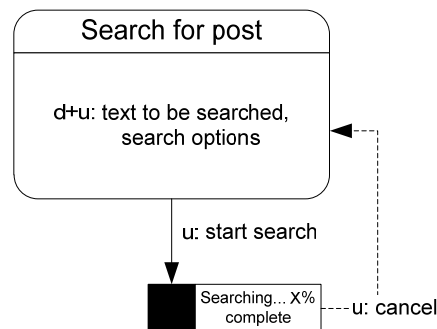 Search for post
d+u: text to be searched,
search options
u: start search
Searching... X%
complete
u: cancel